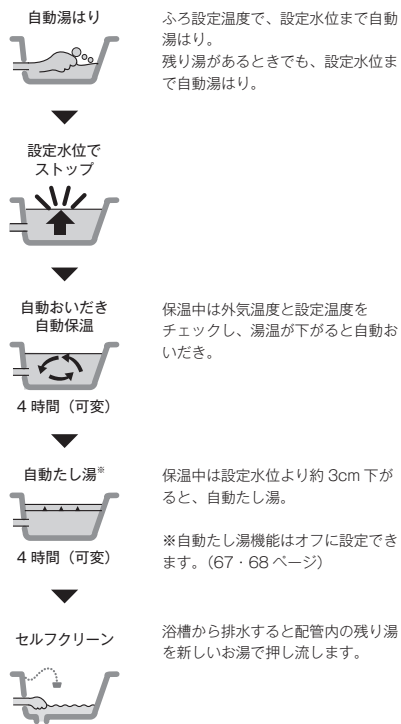 自動湯はり
ふろ設定温度で、設定水位まで自動
湯はり。
残り湯があるときでも、設定水位ま
で自動湯はり。
設定水位で
ストップ
自動おいだき
自動保温
4 時間（可変）
保温中は外気温度と設定温度を
チェックし、湯温が下がると自動お
いだき。
自動たし湯※
4 時間（可変）
保温中は設定水位より約 3cm 下が
ると、自動たし湯。
※自動たし湯機能はオフに設定でき
ます。（67・68 ページ）
セルフクリーン
浴槽から排水すると配管内の残り湯
を新しいお湯で押し流します。